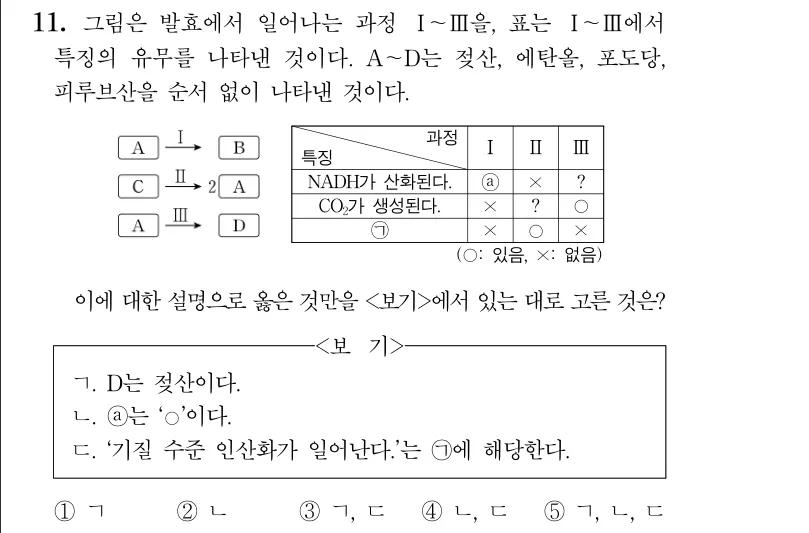 11. 그림은 발효에서 일어나는 과정 Ⅰ~Ⅲ을, 표는 Ⅰ~Ⅲ에서
특징의 유무를 나타낸 것이다. A~D는 젖산, 에탄올, 포도당,
피루브산을 순서 없이 나타낸 것이다.
A Ⅰ B
C Ⅱ 2 A
A Ⅲ D
특징 과정 Ⅰ Ⅱ Ⅲ
NADH가 산화된다. ⓐ × ?
CO₂가 생성된다. × ? ○
㉠ × ○ ×
(○: 있음, ×: 없음)
이에 대한 설명으로 옳은 것만을 <보기>에서 있는 대로 고른 것은?
<보 기>
ㄱ. D는 젖산이다.
ㄴ. ⓐ는 ‘○’이다.
ㄷ. ‘기질 수준 인산화가 일어난다.’는 ㉠에 해당한다.
① ㄱ ② ㄴ ③ ㄱ, ㄷ ④ ㄴ, ㄷ ⑤ ㄱ, ㄴ, ㄷ